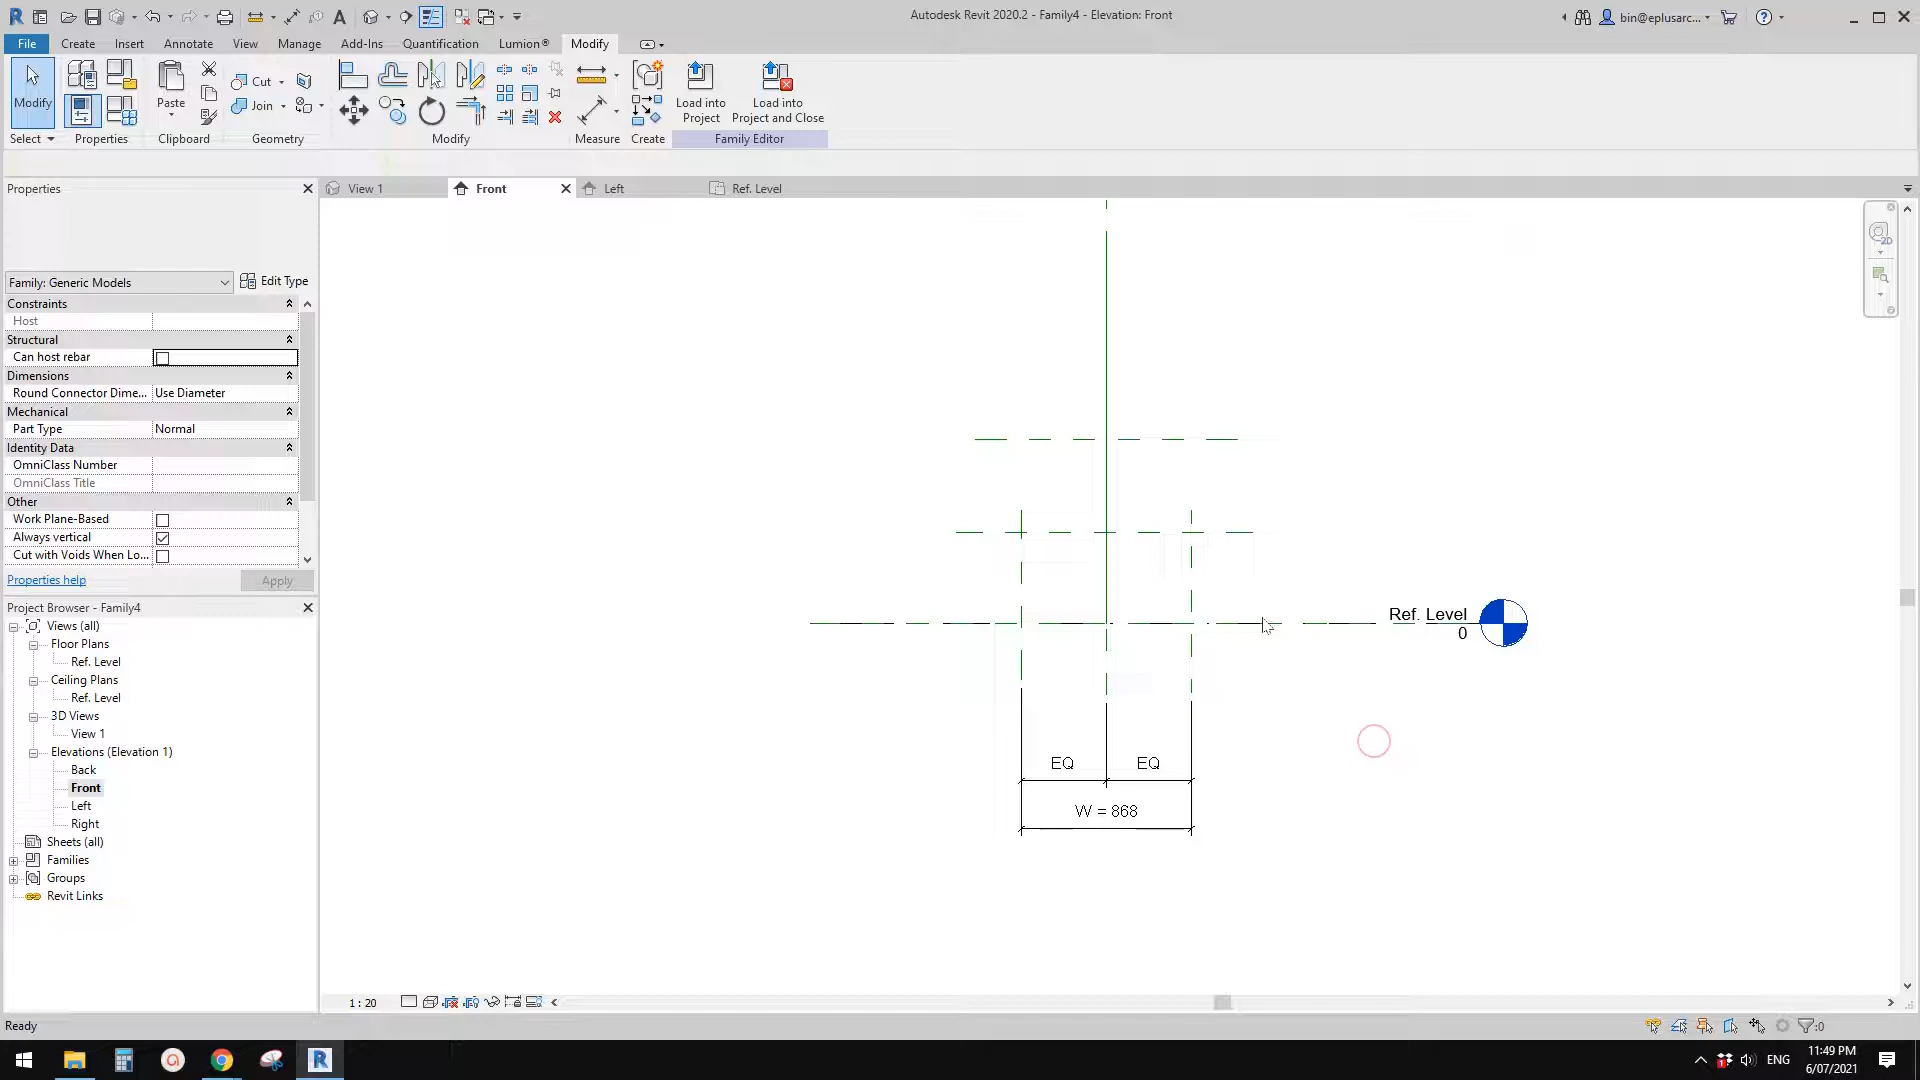 Autodesk Revit 2020.2 - Family4 - Elevation: Front
bin@eplusarc...
File Create Insert Annotate View Manage Add-Ins Quantification Lumion® Modify
Modify
Paste
Cut
Join
Load into
Project
Load into
Project and Close
Select Properties Clipboard Geometry Modify Measure Create Family Editor
Properties
View 1
Front
Left
Ref. Level
Family: Generic Models
Edit Type
Constraints
Host
Structural
Can host rebar
Dimensions
Round Connector Dime... Use Diameter
Mechanical
Part Type Normal
Identity Data
OmniClass Number
OmniClass Title
Other
Work Plane-Based
Always vertical
Cut with Voids When Lo...
Properties help
Apply
Project Browser - Family4
Views (all)
Floor Plans
Ref. Level
Ceiling Plans
Ref. Level
3D Views
View 1
Elevations (Elevation 1)
Back
Front
Left
Right
Sheets (all)
Families
Groups
Revit Links
Ref. Level
0
EQ EQ
W = 868
1 : 20
Ready
:0
ENG
11:49 PM
6/07/2021